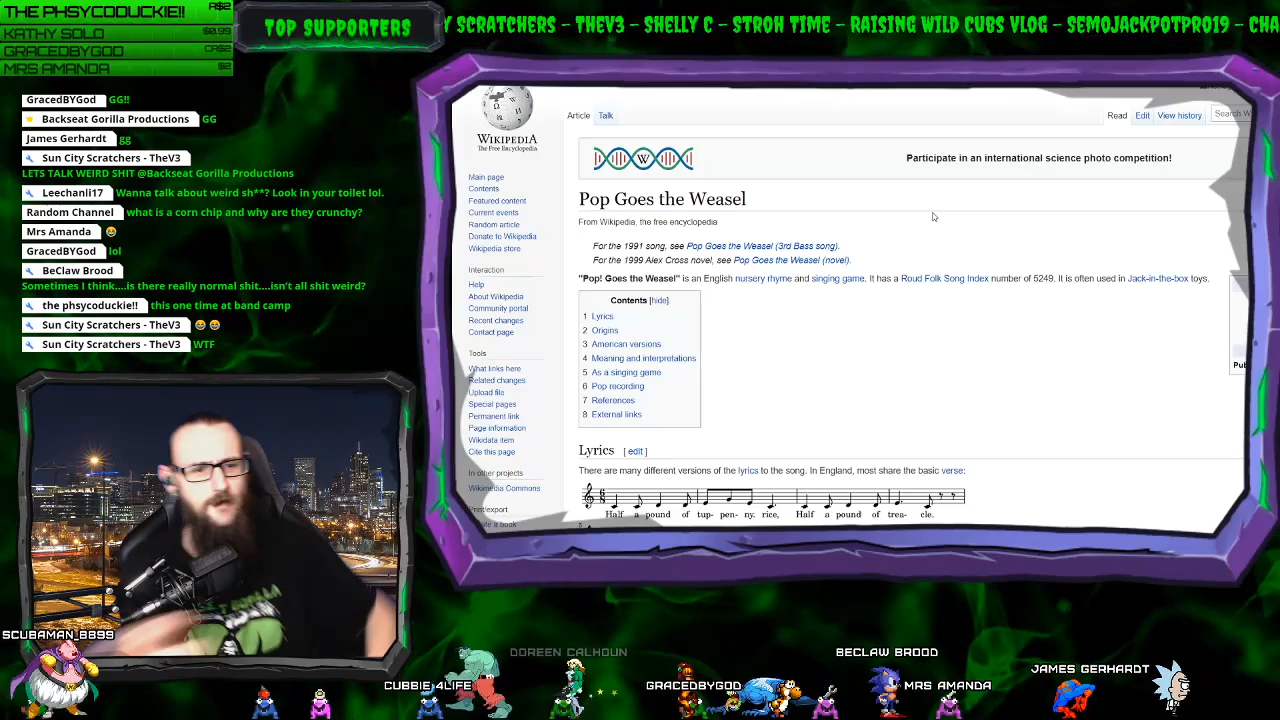 THE PHSYCODUCKIE!! A$2
KATHY SOLO $0.99
GRACEDBYGOD CA$2
MRS AMANDA $2
TOP SUPPORTERS
Y SCRATCHERS - THEV3 - SHELLY C - STROH TIME - RAISING WILD CUBS VLOG - SEMOJACKPOTPRO19 - CHA
GracedBYGod GG!!
Backseat Gorilla Productions GG
James Gerhardt gg
Sun City Scratchers - TheV3
LETS TALK WEIRD SHIT @Backseat Gorilla Productions
Leechanli17 Wanna talk about weird sh**? Look in your toilet lol.
Random Channel what is a corn chip and why are they crunchy?
Mrs Amanda 😂
GracedBYGod lol
BeClaw Brood
Sometimes I think....is there really normal shit....isn't all shit weird?
the phsycoduckie!! this one time at band camp
Sun City Scratchers - TheV3 😂 😂
Sun City Scratchers - TheV3 WTF
WIKIPEDIA
The Free Encyclopedia
Main page
Contents
Featured content
Current events
Random article
Donate to Wikipedia
Wikipedia store
Interaction
Help
About Wikipedia
Community portal
Recent changes
Contact page
Tools
What links here
Related changes
Upload file
Special pages
Permanent link
Page information
Wikidata item
Cite this page
In other projects
Wikimedia Commons
Print/export
Article Talk
Read Edit View history Search W
Participate in an international science photo competition!
Pop Goes the Weasel
From Wikipedia, the free encyclopedia
For the 1991 song, see Pop Goes the Weasel (3rd Bass song).
For the 1999 Alex Cross novel, see Pop Goes the Weasel (novel).
"Pop! Goes the Weasel" is an English nursery rhyme and singing game. It has a Roud Folk Song Index number of 5249. It is often used in Jack-in-the-box toys.
Contents [hide]
1 Lyrics
2 Origins
3 American versions
4 Meaning and interpretations
5 As a singing game
6 Pop recording
7 References
8 External links
Pub
Lyrics [ edit ]
There are many different versions of the lyrics to the song. In England, most share the basic verse:
Half a pound of tup- pen- ny. rice, Half a pound of trea- cle.
SCUBAMAN_8899
CUBBIE 4LIFE
DOREEN CALHOUN
GRACEDBYGOD
BECLAW BROOD
MRS AMANDA
JAMES GERHARDT